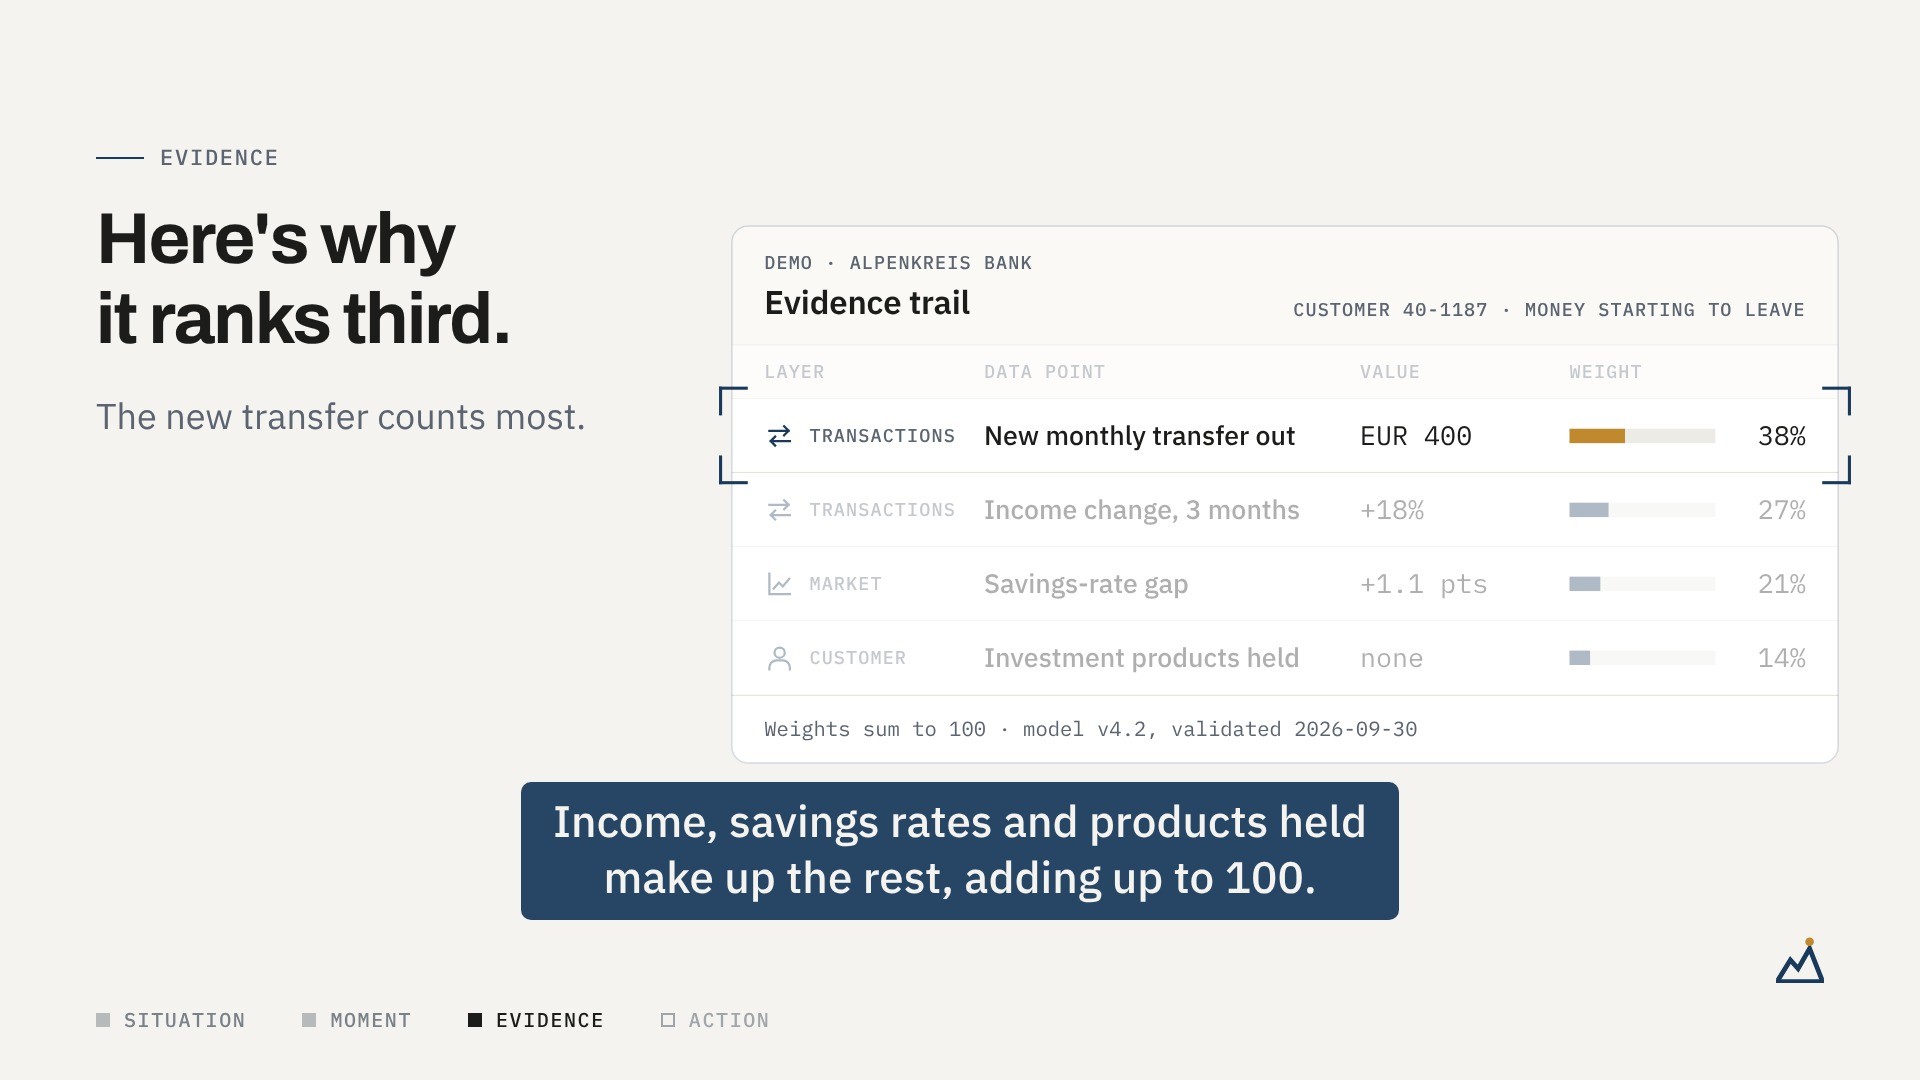 EVIDENCE
Here's why
it ranks third.
The new transfer counts most.
DEMO · ALPENKREIS BANK
Evidence trail
CUSTOMER 40-1187 · MONEY STARTING TO LEAVE
LAYER DATA POINT VALUE WEIGHT
TRANSACTIONS New monthly transfer out EUR 400 38%
TRANSACTIONS Income change, 3 months +18% 27%
MARKET Savings-rate gap +1.1 pts 21%
CUSTOMER Investment products held none 14%
Weights sum to 100 · model v4.2, validated 2026-09-30
Income, savings rates and products held
make up the rest, adding up to 100.
SITUATION MOMENT EVIDENCE ACTION